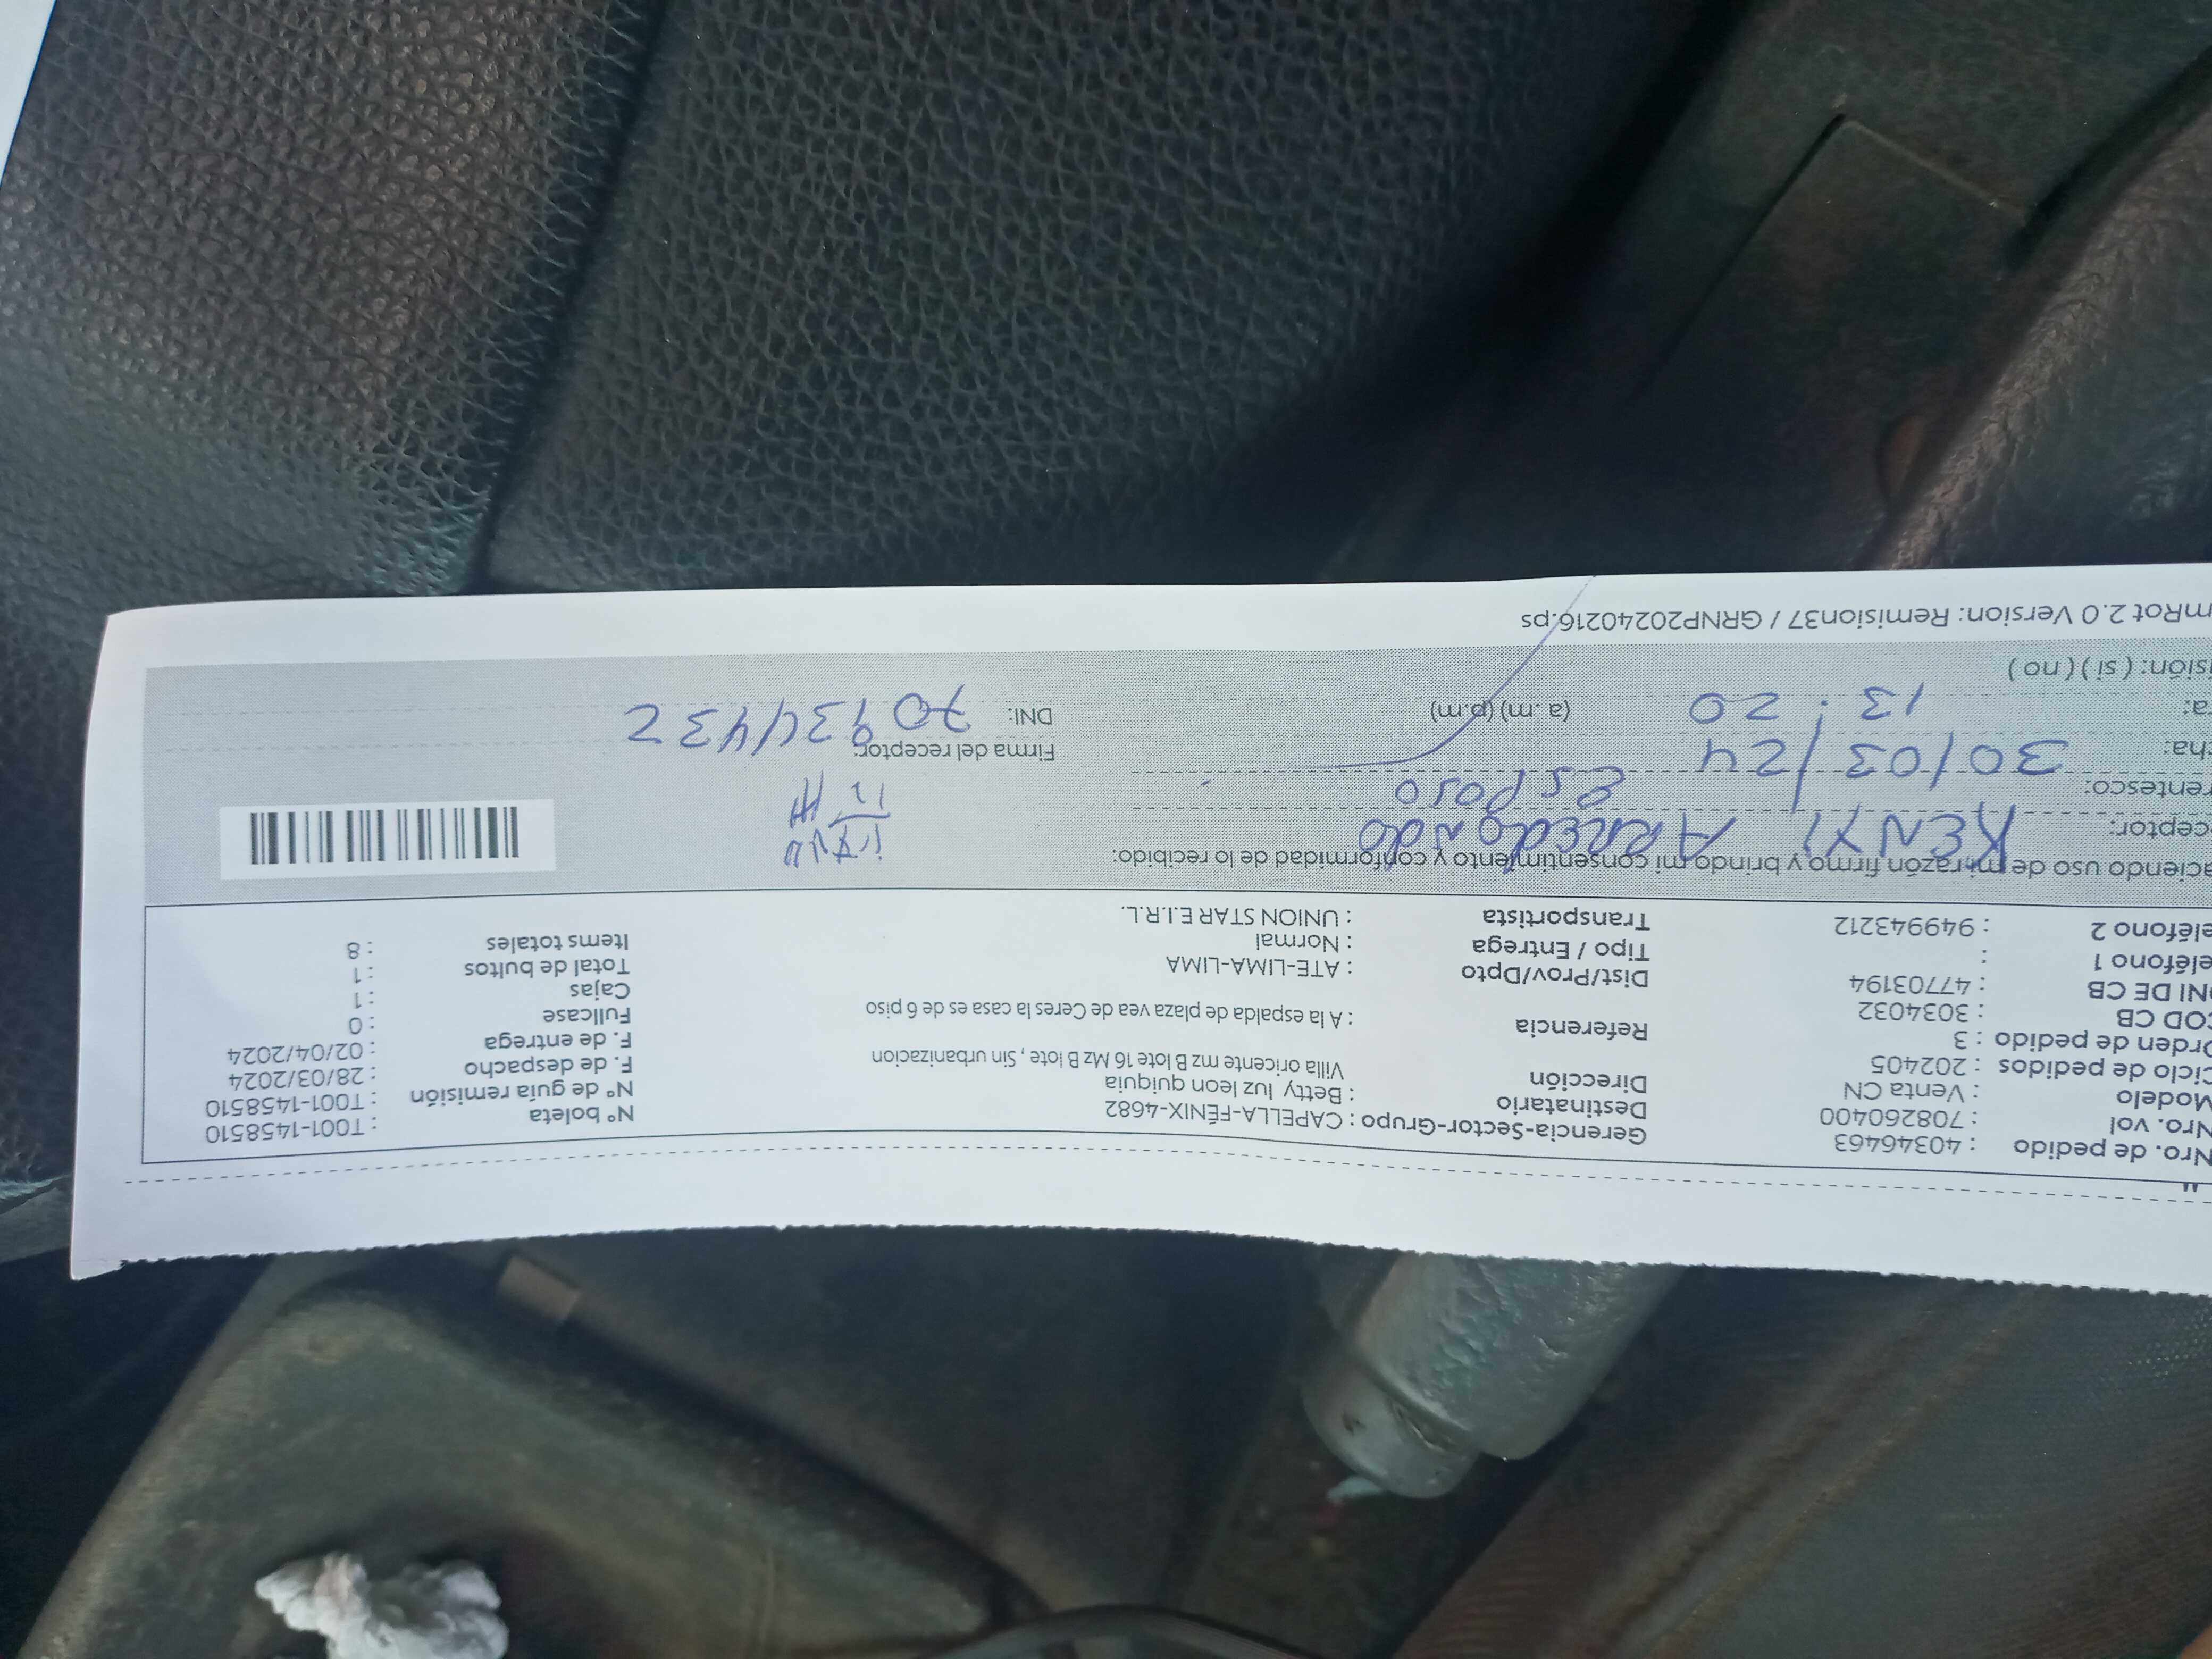 Nro. de pedido : 40346463 Gerencia-Sector-Grupo : CAPELLA-FÉNIX-4682 N° boleta : T001-1458510
Nro. vol : 708260400 Destinatario : Betty luz leon quiquia N° de guía remisión : T001-1458510
Modelo : Venta CN Dirección Villa oricente mz B lote 16 Mz B lote , Sin urbanizacion F. de despacho : 28/03/2024
Ciclo de pedidos : 202405 F. de entrega : 02/04/2024
Orden de pedido : 3 Referencia : A la espalda de plaza vea de Ceres la casa es de 6 piso Fullcase : 0
COD CB : 3034032 Cajas : 1
DNI DE CB : 47703194 Dist/Prov/Dpto : ATE-LIMA-LIMA Total de bultos : 1
eléfono 1 : Tipo / Entrega : Normal Items totales : 8
eléfono 2 : 949943212 Transportista : UNION STAR E.I.R.L.
aciendo uso de mi razón firmo y brindo mi consentimiento y conformidad de lo recibido:
ceptor: KENYI ARREDONDO
rentesco: Esposo
cha: 30/03/24 Firma del receptor:
ra: 13:20 (a.m) (p.m) DNI: 70934432
isión: ( si ) ( no )
mRot 2.0 Version: Remision37 / GRNP20240216.ps